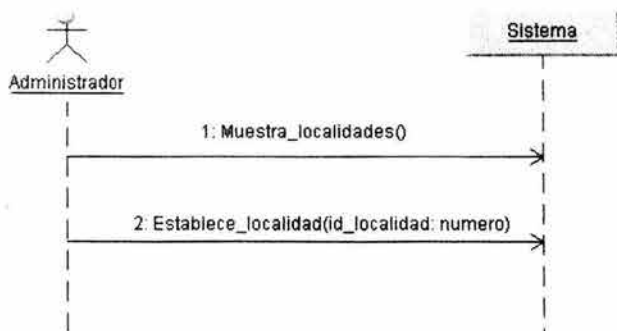 Sistema
Administrador
1: Muestra_localidades()
2: Establece_localidad(id_localidad: numero)